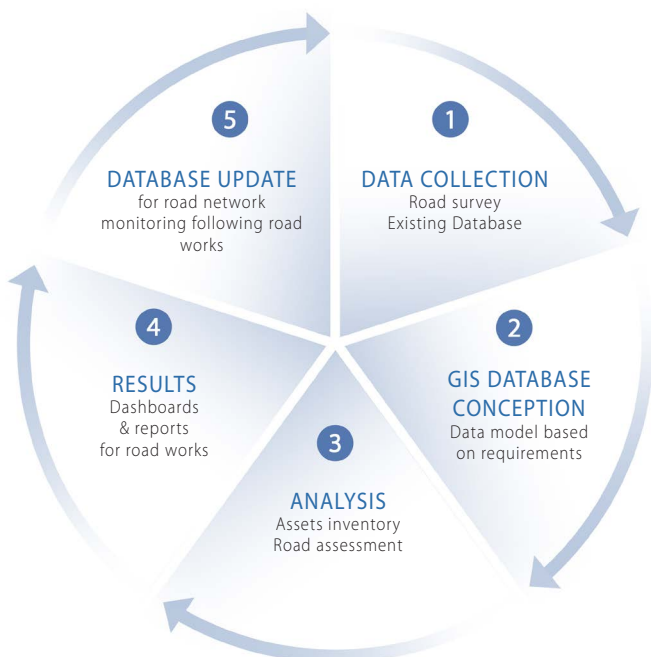 1
DATA COLLECTION
Road survey
Existing Database
2
GIS DATABASE
CONCEPTION
Data model based
on requirements
3
ANALYSIS
Assets inventory
Road assessment
4
RESULTS
Dashboards
& reports
for road works
5
DATABASE UPDATE
for road network
monitoring following road
works